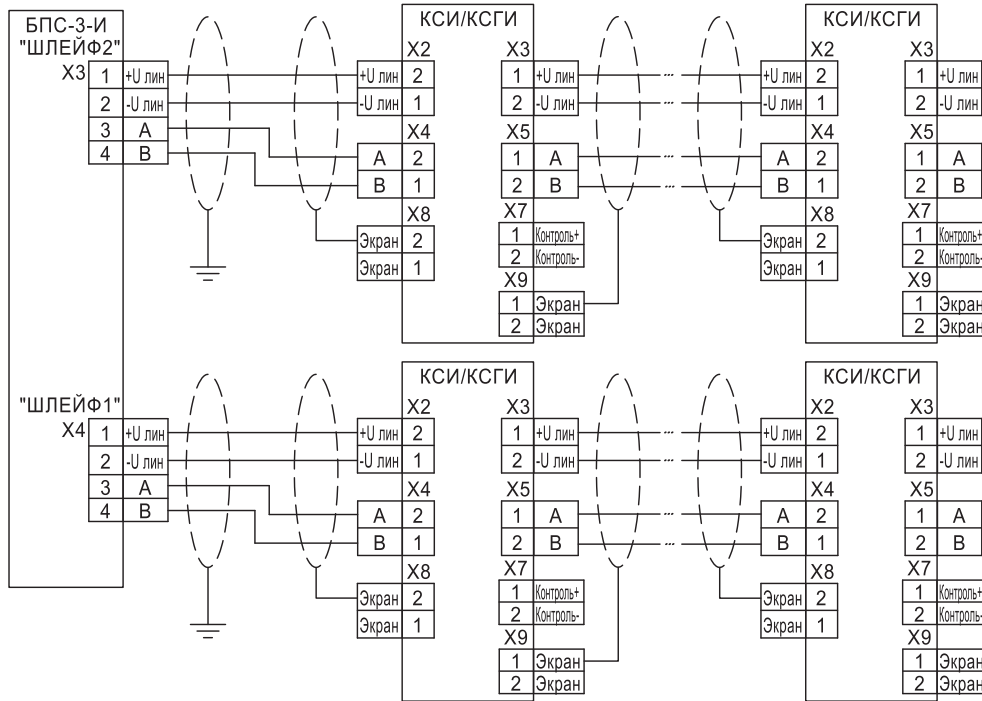 БПС-3-И
"ШЛЕЙФ2"
X3
1 +U лин
2 -U лин
3 A
4 B
КСИ/КСГИ
X2
+U лин 2
-U лин 1
X4
A 2
B 1
X8
Экран 2
Экран 1
X3
1 +U лин
2 -U лин
X5
1 A
2 B
X7
1 Контроль+
2 Контроль-
X9
1 Экран
2 Экран
...
...
...
...
КСИ/КСГИ
X2
+U лин 2
-U лин 1
X4
A 2
B 1
X8
Экран 2
Экран 1
X3
1 +U лин
2 -U лин
X5
1 A
2 B
X7
1 Контроль+
2 Контроль-
X9
1 Экран
2 Экран
"ШЛЕЙФ1"
X4
1 +U лин
2 -U лин
3 A
4 B
КСИ/КСГИ
X2
+U лин 2
-U лин 1
X4
A 2
B 1
X8
Экран 2
Экран 1
X3
1 +U лин
2 -U лин
X5
1 A
2 B
X7
1 Контроль+
2 Контроль-
X9
1 Экран
2 Экран
...
...
...
...
КСИ/КСГИ
X2
+U лин 2
-U лин 1
X4
A 2
B 1
X8
Экран 2
Экран 1
X3
1 +U лин
2 -U лин
X5
1 A
2 B
X7
1 Контроль+
2 Контроль-
X9
1 Экран
2 Экран